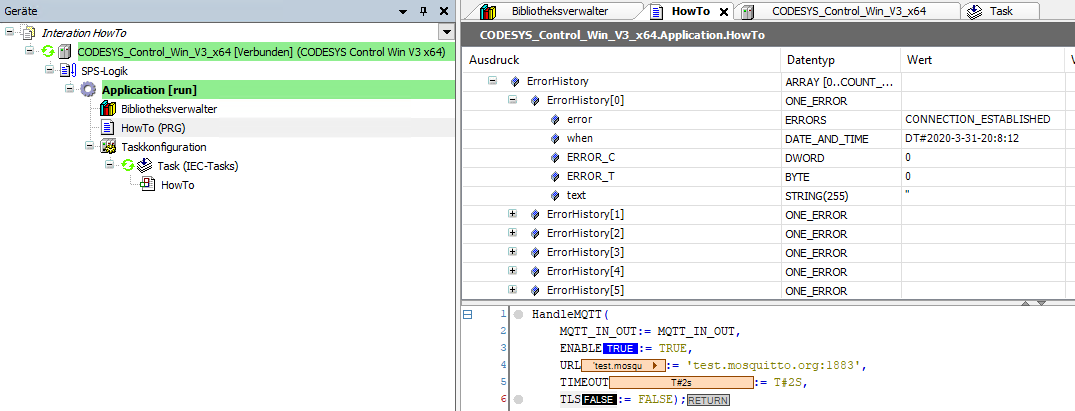 Geräte
Interation HowTo
CODESYS_Control_Win_V3_x64 [Verbunden] (CODESYS Control Win V3 x64)
SPS-Logik
Application [run]
Bibliotheksverwalter
HowTo (PRG)
Taskkonfiguration
Task (IEC-Tasks)
HowTo
Bibliotheksverwalter HowTo CODESYS_Control_Win_V3_x64 Task
CODESYS_Control_Win_V3_x64.Application.HowTo
Ausdruck Datentyp Wert
ErrorHistory ARRAY [0..COUNT_...
ErrorHistory[0] ONE_ERROR
error ERRORS CONNECTION_ESTABLISHED
when DATE_AND_TIME DT#2020-3-31-20:8:12
ERROR_C DWORD 0
ERROR_T BYTE 0
text STRING(255) ''
ErrorHistory[1] ONE_ERROR
ErrorHistory[2] ONE_ERROR
ErrorHistory[3] ONE_ERROR
ErrorHistory[4] ONE_ERROR
ErrorHistory[5] ONE_ERROR
1 HandleMQTT(
2 MQTT_IN_OUT:= MQTT_IN_OUT,
3 ENABLE TRUE := TRUE,
4 URL 'test.mosqu := 'test.mosquitto.org:1883',
5 TIMEOUT T#2s := T#2S,
6 TLS FALSE := FALSE); RETURN